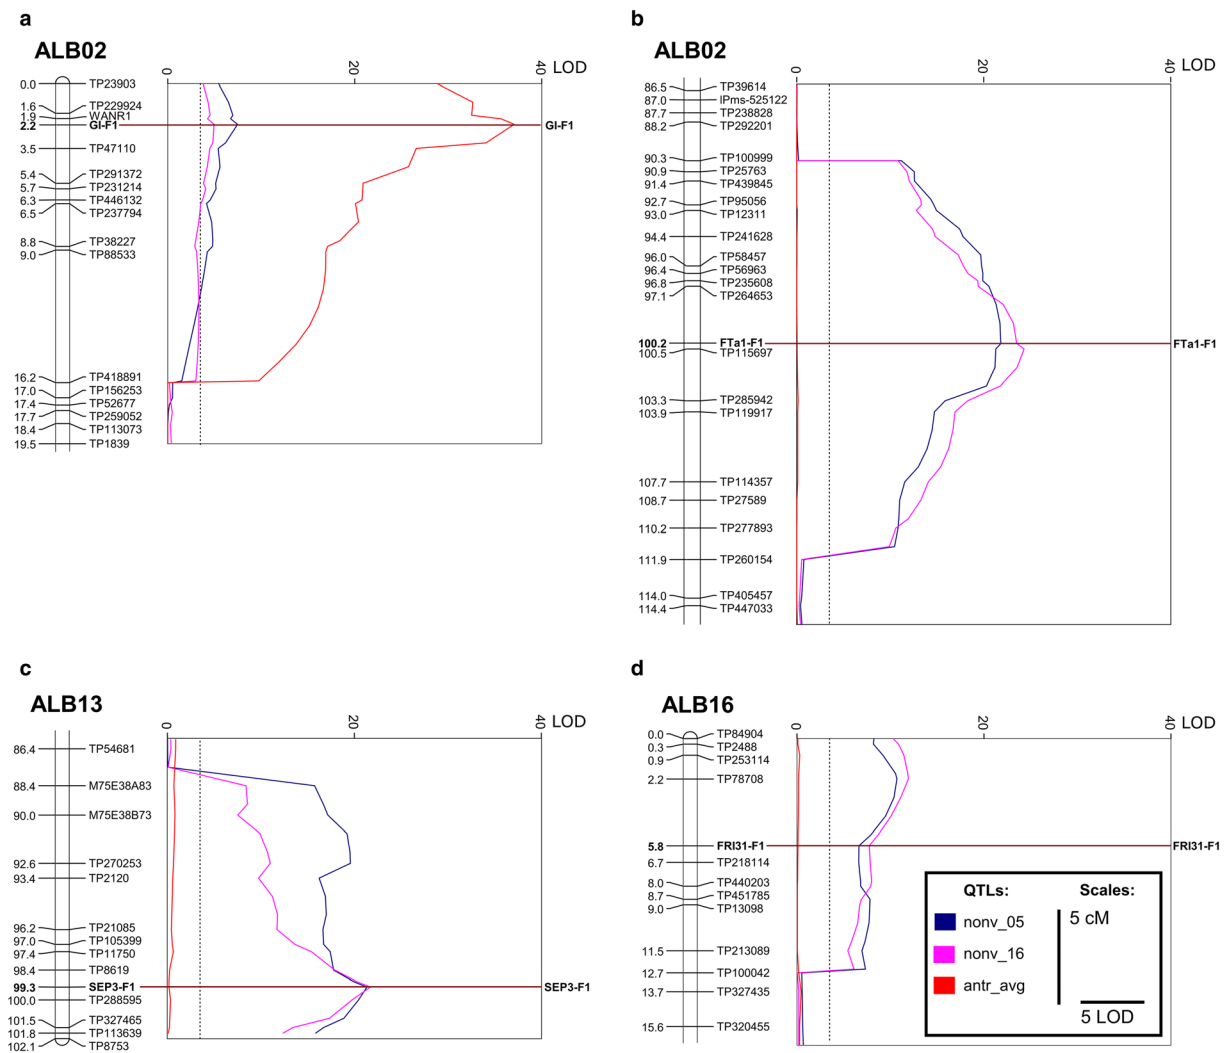 a
ALB02
0 20 40 LOD
0.0 TP23903
1.6 TP229924
1.9 WANR1
2.2 GI-F1 GI-F1
3.5 TP47110
5.4 TP291372
5.7 TP231214
6.3 TP446132
6.5 TP237794
8.8 TP38227
9.0 TP88533
16.2 TP418891
17.0 TP156253
17.4 TP52677
17.7 TP259052
18.4 TP113073
19.5 TP1839
b
ALB02
0 20 40 LOD
86.5 TP39614
87.0 IPms-525122
87.7 TP238828
88.2 TP292201
90.3 TP100999
90.9 TP25763
91.4 TP439845
92.7 TP95056
93.0 TP12311
94.4 TP241628
96.0 TP58457
96.4 TP56963
96.8 TP235608
97.1 TP264653
100.2 FTa1-F1 FTa1-F1
100.5 TP115697
103.3 TP285942
103.9 TP119917
107.7 TP114357
108.7 TP27589
110.2 TP277893
111.9 TP260154
114.0 TP405457
114.4 TP447033
c
ALB13
0 20 40 LOD
86.4 TP54681
88.4 M75E38A83
90.0 M75E38B73
92.6 TP270253
93.4 TP2120
96.2 TP21085
97.0 TP105399
97.4 TP11750
98.4 TP8619
99.3 SEP3-F1 SEP3-F1
100.0 TP288595
101.5 TP327465
101.8 TP113639
102.1 TP8753
d
ALB16
0 20 40 LOD
0.0 TP84904
0.3 TP2488
0.9 TP253114
2.2 TP78708
5.8 FRI31-F1 FRI31-F1
6.7 TP218114
8.0 TP440203
8.7 TP451785
9.0 TP13098
11.5 TP213089
12.7 TP100042
13.7 TP327435
15.6 TP320455
QTLs: Scales:
nonv_05 5 cM
nonv_16
antr_avg
5 LOD